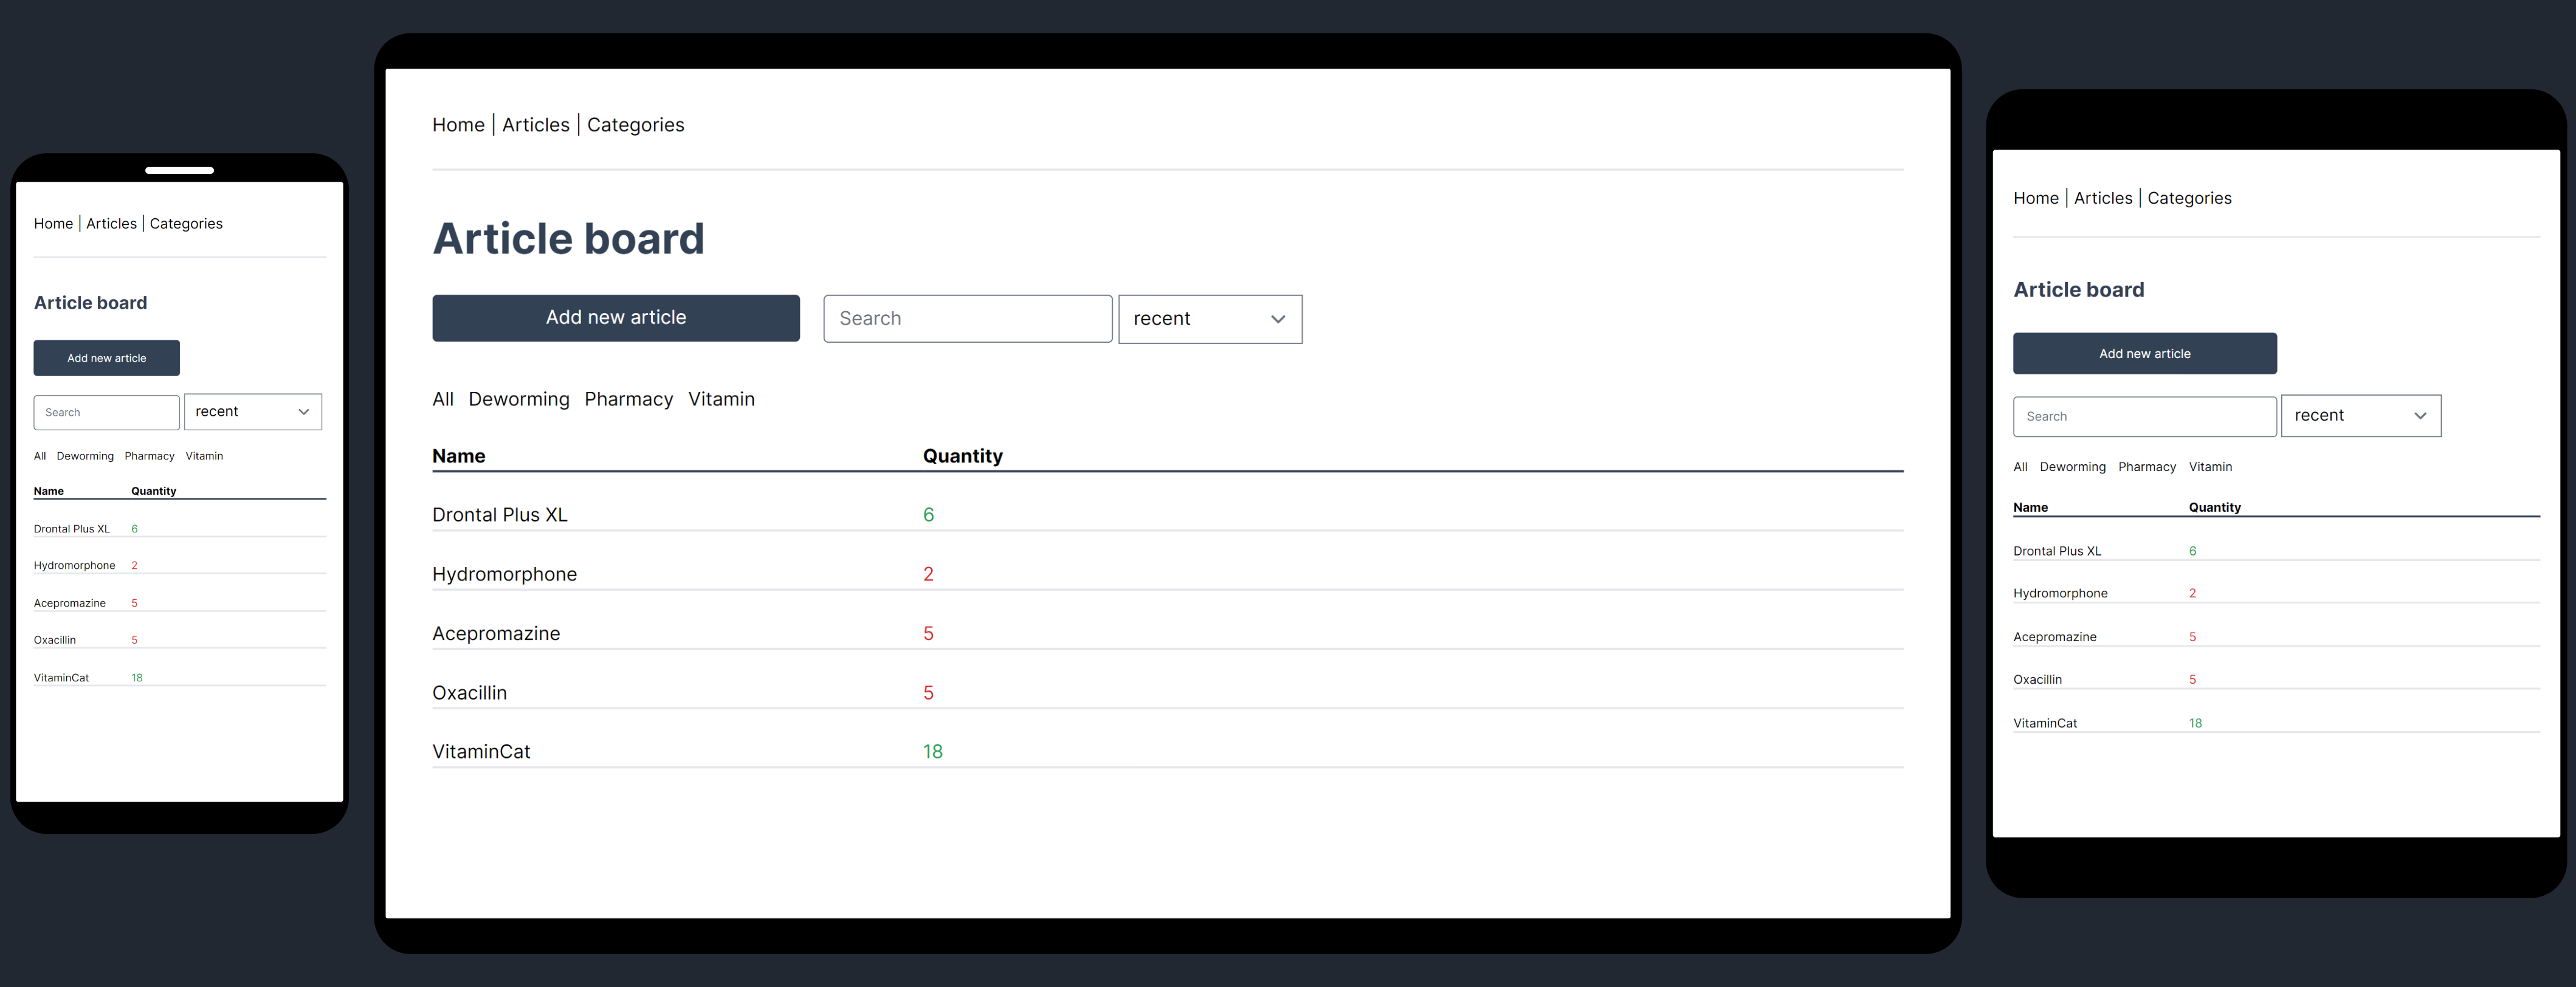 Home | Articles | Categories
Article board
Add new article
Search
recent
All Deworming Pharmacy Vitamin
Name Quantity
Drontal Plus XL 6
Hydromorphone 2
Acepromazine 5
Oxacillin 5
VitaminCat 18
Home | Articles | Categories
Article board
Add new article Search recent
All Deworming Pharmacy Vitamin
Name Quantity
Drontal Plus XL 6
Hydromorphone 2
Acepromazine 5
Oxacillin 5
VitaminCat 18
Home | Articles | Categories
Article board
Add new article
Search recent
All Deworming Pharmacy Vitamin
Name Quantity
Drontal Plus XL 6
Hydromorphone 2
Acepromazine 5
Oxacillin 5
VitaminCat 18